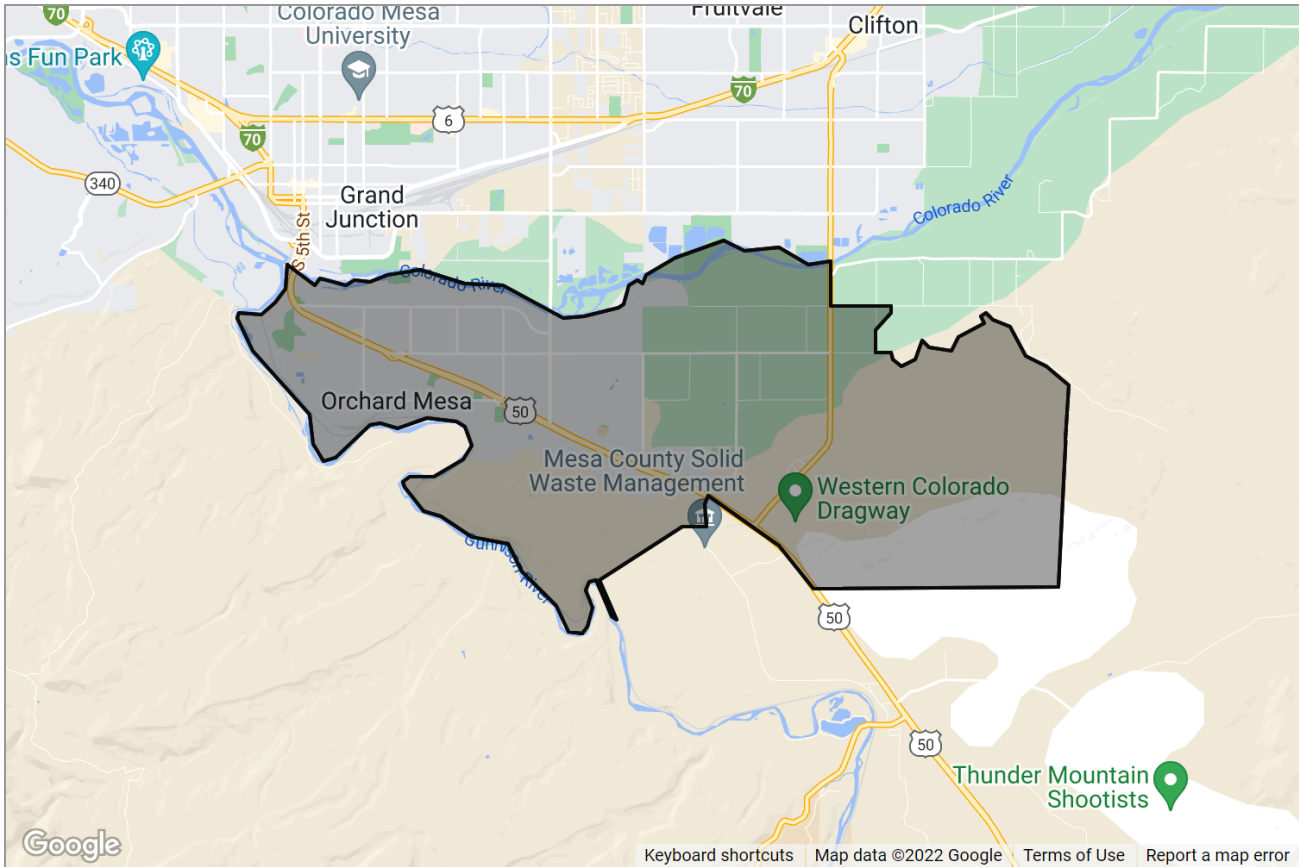 70
Colorado Mesa
University
Fruitvale
Clifton
s Fun Park
70
6
70
340
Grand
Junction
S 5th St
Colorado River
Colorado River
Orchard Mesa
50
Mesa County Solid
Waste Management
Western Colorado
Dragway
Gunnison River
50
50
Thunder Mountain
Shootists
Google
Keyboard shortcuts
Map data ©2022 Google
Terms of Use
Report a map error